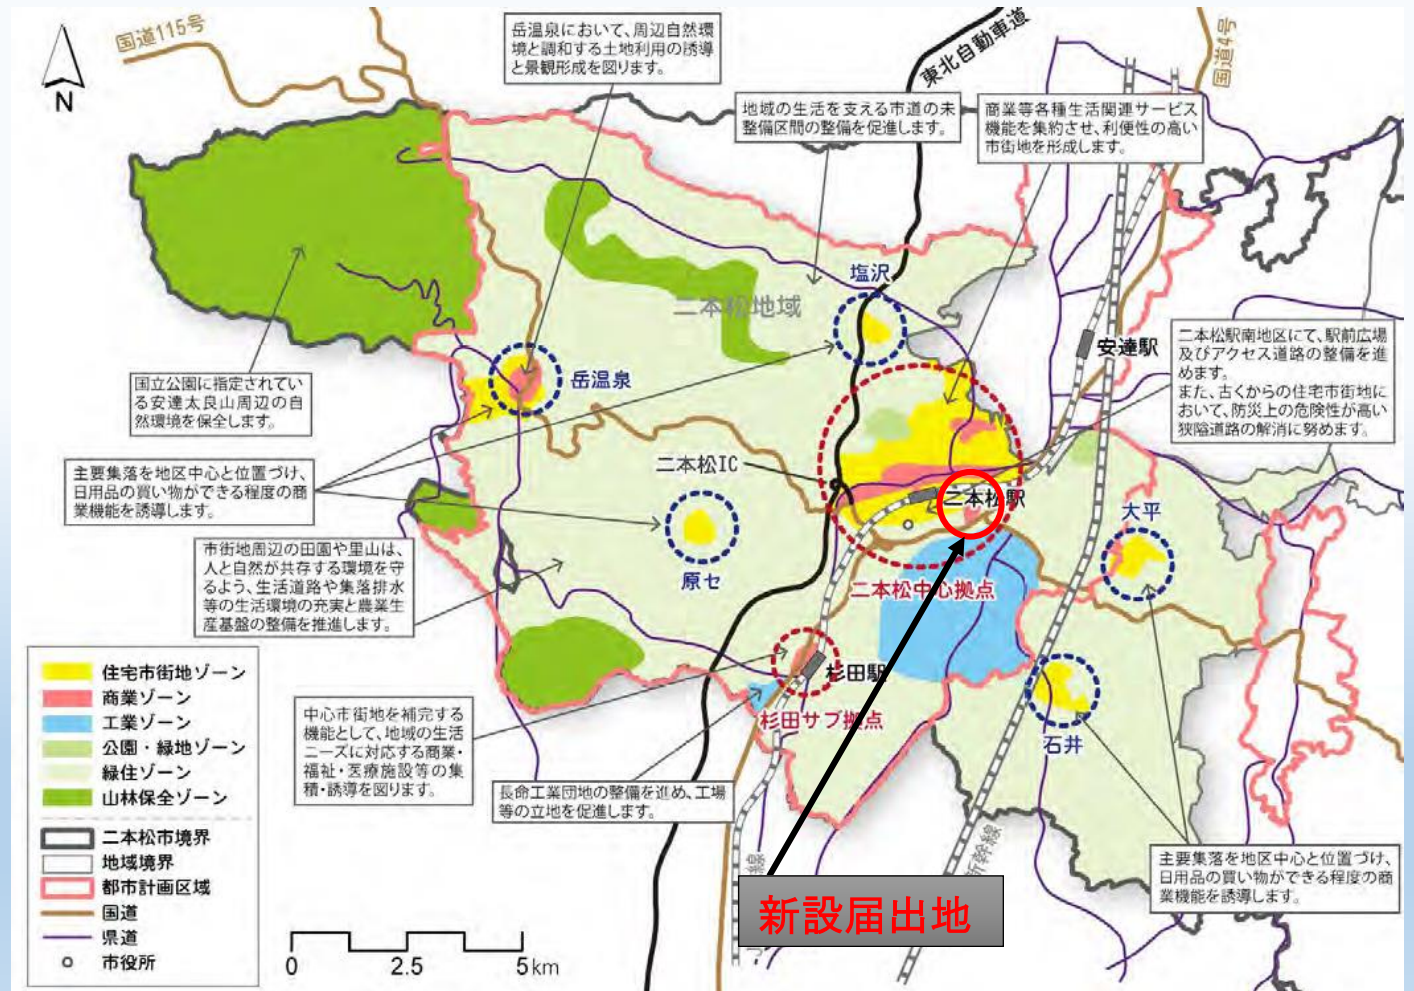 国道115号
岳温泉において、周辺自然環
境と調和する土地利用の誘導
と景観形成を図ります。
東北自動車道
国道4号
N
地域の生活を支える市道の未
整備区間の整備を促進します。
商業等各種生活関連サービス
機能を集約させ、利便性の高い
市街地を形成します。
塩沢
二本松地域
二本松駅南地区にて、駅前広場
及びアクセス道路の整備を進
めます。
また、古くからの住宅市街地に
おいて、防災上の危険性が高い
狭隘道路の解消に努めます。
安達駅
岳温泉
国立公園に指定されてい
る安達太良山周辺の自
然環境を保全します。
主要集落を地区中心と位置づけ、
日用品の買い物ができる程度の商
業機能を誘導します。
二本松IC
二本松駅
大平
市街地周辺の田園や里山は、
人と自然が共存する環境を守
るよう、生活道路や集落排水
等の生活環境の充実と農業生
産基盤の整備を推進します。
原セ
二本松中心拠点
杉田駅
杉田サブ拠点
石井
中心市街地を補完する
機能として、地域の生活
ニーズに対応する商業・
福祉・医療施設等の集
積・誘導を図ります。
長命工業団地の整備を進め、工場
等の立地を促進します。
住宅市街地ゾーン
商業ゾーン
工業ゾーン
公園・緑地ゾーン
緑住ゾーン
山林保全ゾーン
二本松市境界
地域境界
都市計画区域
国道
県道
市役所
線
新幹線
主要集落を地区中心と位置づけ、
日用品の買い物ができる程度の商
業機能を誘導します。
新設届出地
0 2.5 5km